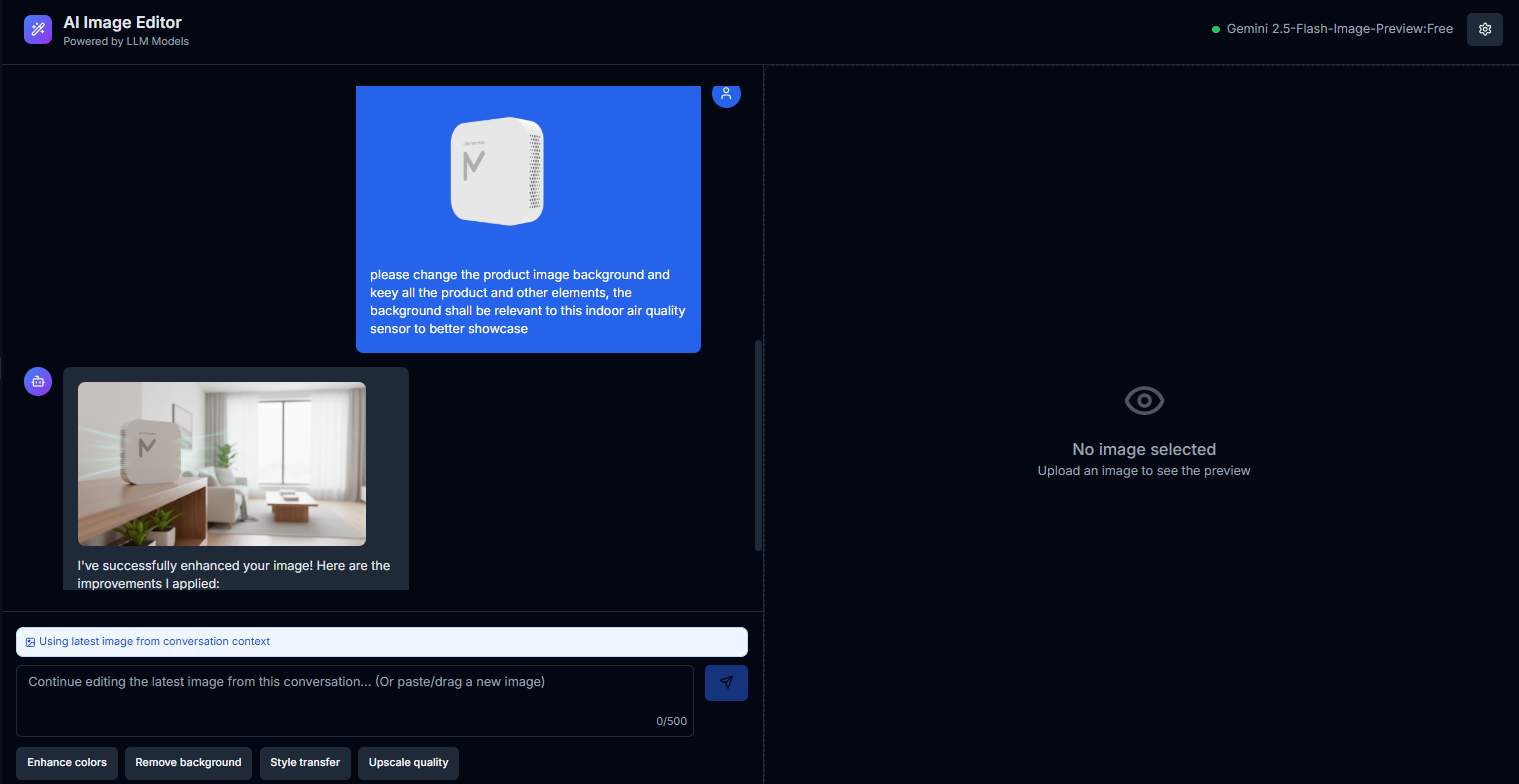 AI Image Editor
Powered by LLM Models
Gemini 2.5-Flash-Image-Preview:Free
M
please change the product image background and
keey all the product and other elements, the
background shall be relevant to this indoor air quality
sensor to better showcase
M
I've successfully enhanced your image! Here are the
improvements I applied:
No image selected
Upload an image to see the preview
Using latest image from conversation context
Continue editing the latest image from this conversation... (Or paste/drag a new image)
0/500
Enhance colors
Remove background
Style transfer
Upscale quality